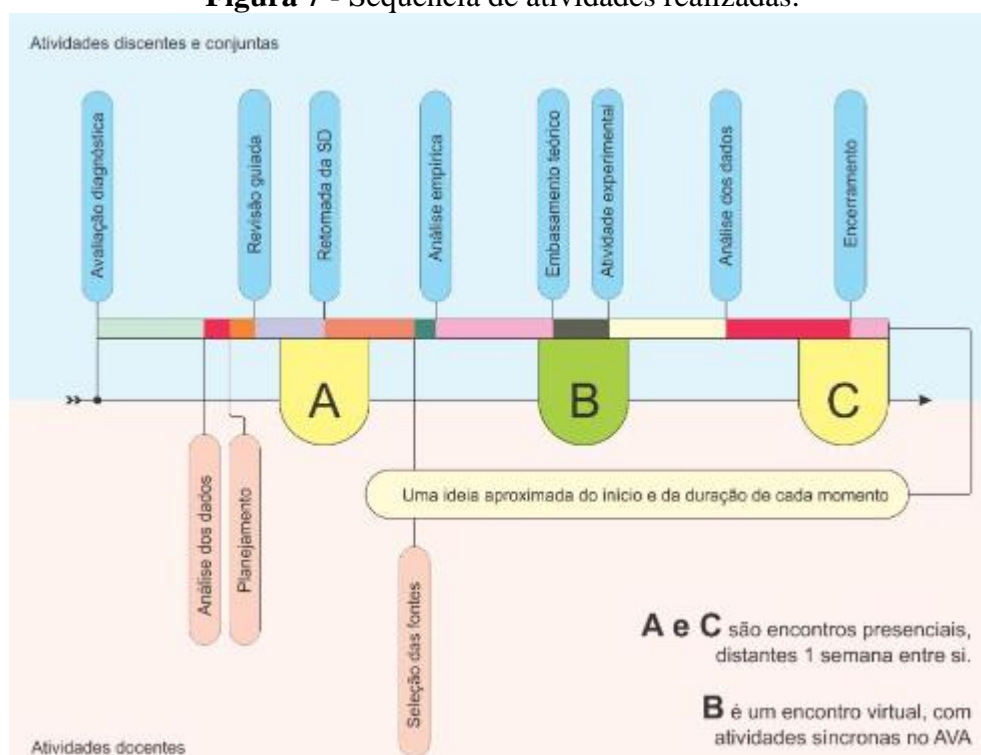 Figura 7 - Sequência de atividades realizadas.
Atividades discentes e conjuntas
Avaliação diagnóstica
Revisão guiada
Retomada da SD
Análise empírica
Embasamento teórico
Atividade experimental
Análise dos dados
Encerramento
A
B
C
Uma ideia aproximada do início e da duração de cada momento
Análise dos dados
Planejamento
Seleção das fontes
A e C são encontros presenciais,
distantes 1 semana entre si.
B é um encontro virtual, com
atividades síncronas no AVA
Atividades docentes